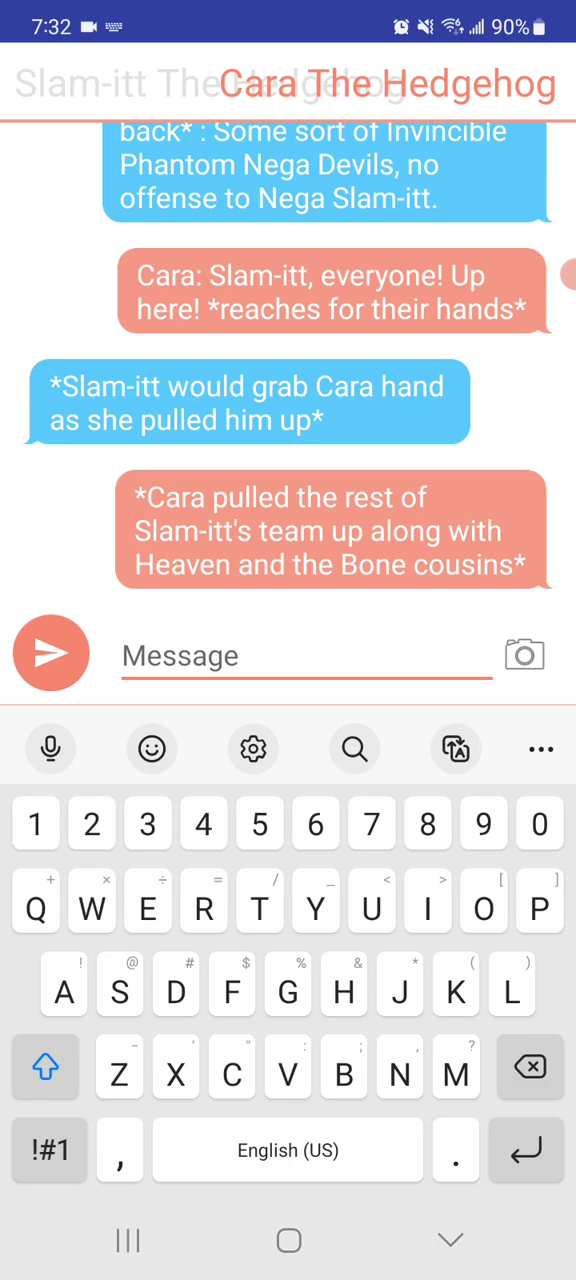 7:32 90%
Slam-itt The Hedgehog Cara The Hedgehog
back* : Some sort of Invincible
Phantom Nega Devils, no
offense to Nega Slam-itt.
Cara: Slam-itt, everyone! Up
here! *reaches for their hands*
*Slam-itt would grab Cara hand
as she pulled him up*
*Cara pulled the rest of
Slam-itt's team up along with
Heaven and the Bone cousins*
Message
1 2 3 4 5 6 7 8 9 0
+ × ÷ = / _ < > [ ]
Q W E R T Y U I O P
! @ # $ % & * ( )
A S D F G H J K L
- ' " : ; , ?
Z X C V B N M
!#1 , English (US) .